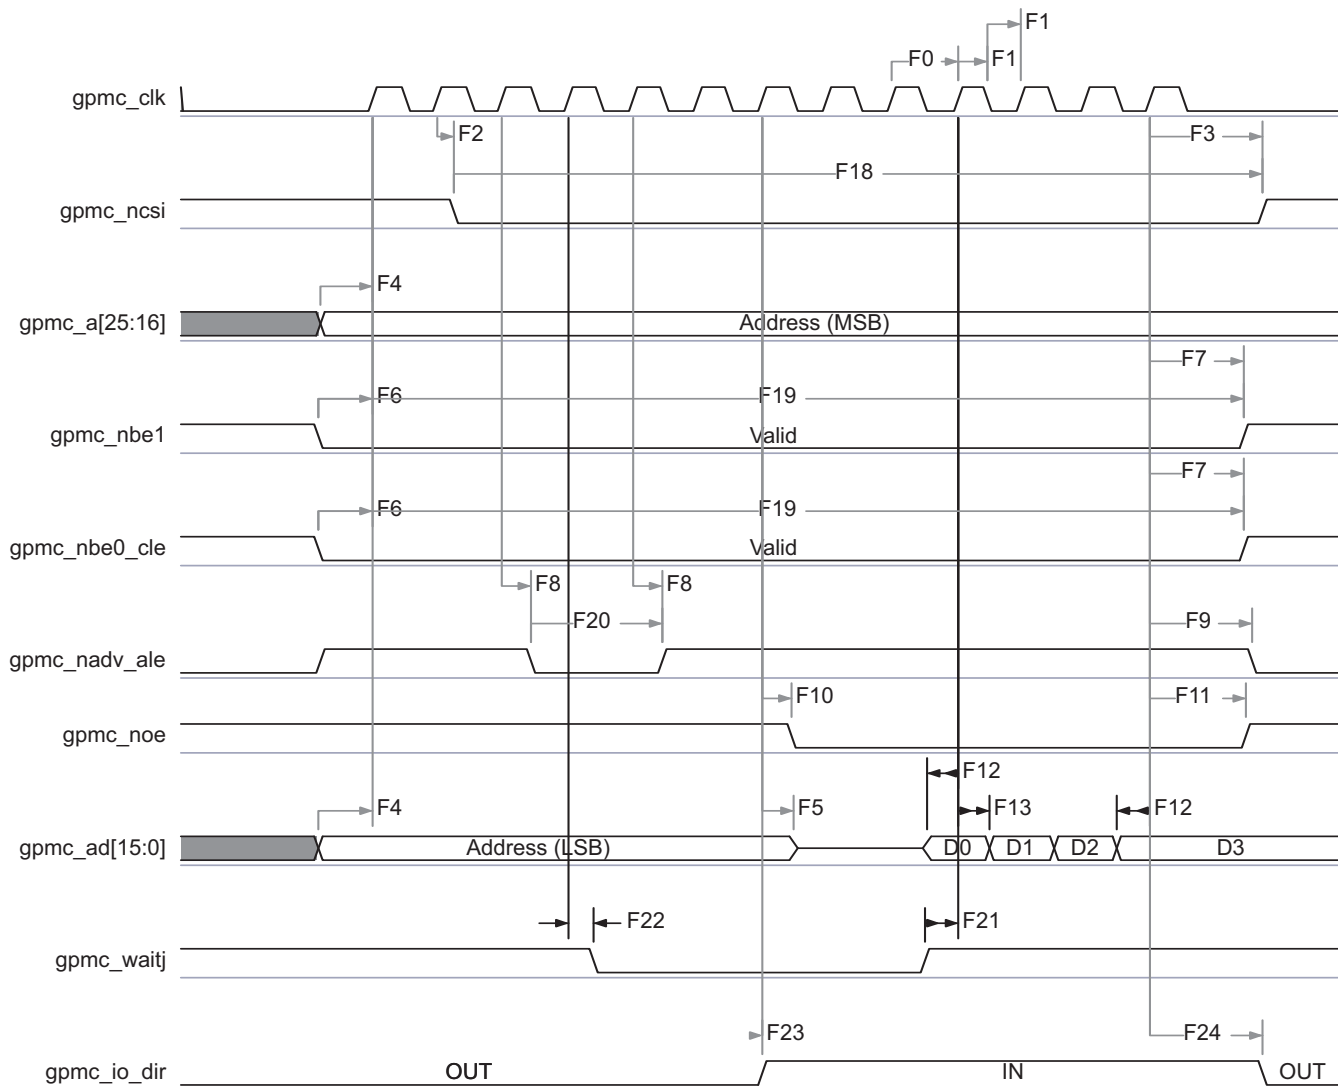 F1
F0 F1
gpmc_clk
F2 F3
F18
gpmc_ncsi
F4
gpmc_a[25:16] Address (MSB)
F7
F6 F19
gpmc_nbe1 Valid
F7
F6 F19
gpmc_nbe0_cle Valid
F8 F8
F20 F9
gpmc_nadv_ale
F10 F11
gpmc_noe
F12
F4 F5 F13 F12
gpmc_ad[15:0] Address (LSB) D0 D1 D2 D3
F22 F21
gpmc_waitj
F23 F24
gpmc_io_dir OUT IN OUT